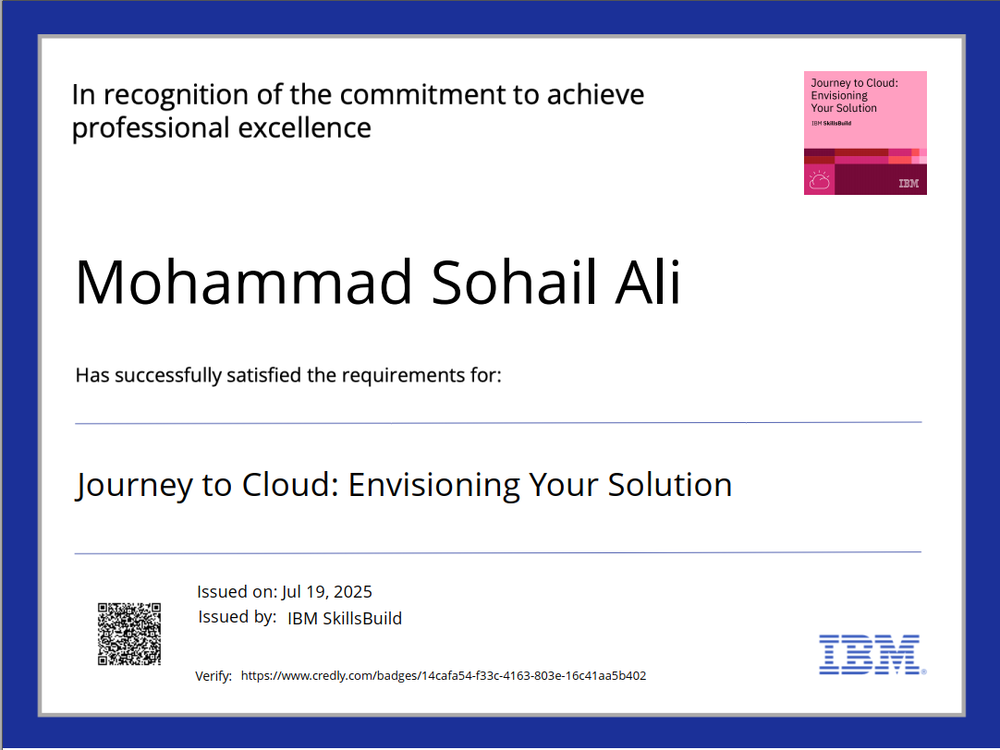 In recognition of the commitment to achieve
professional excellence
Journey to Cloud:
Envisioning
Your Solution
IBM SkillsBuild
IBM
Mohammad Sohail Ali
Has successfully satisfied the requirements for:
Journey to Cloud: Envisioning Your Solution
Issued on: Jul 19, 2025
Issued by: IBM SkillsBuild
Verify: https://www.credly.com/badges/14cafa54-f33c-4163-803e-16c41aa5b402
IBM®